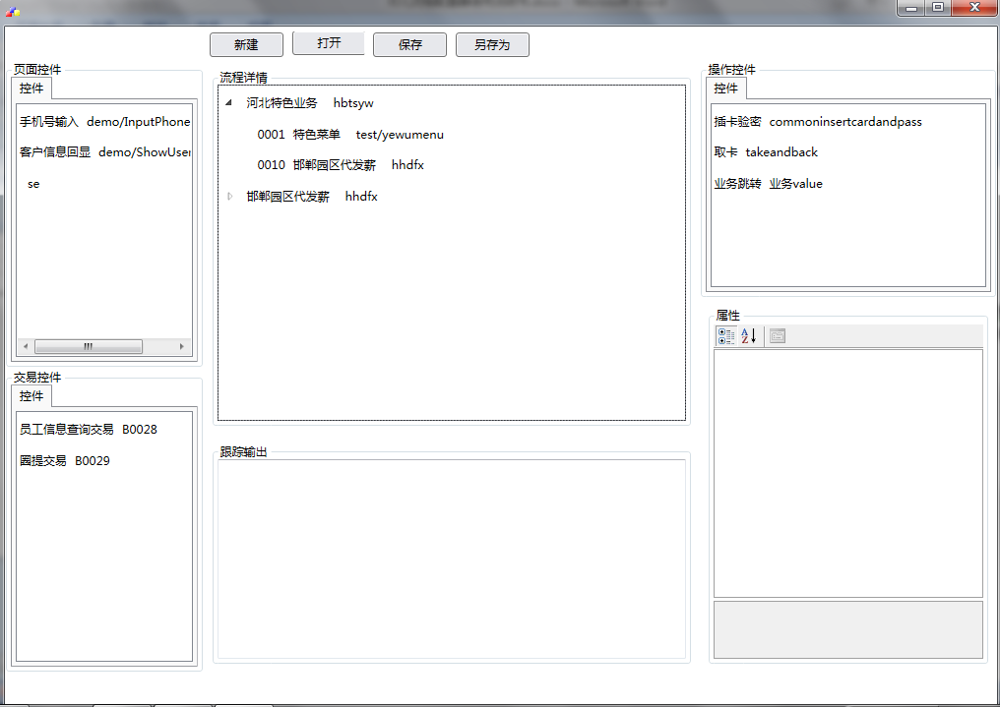 新建 打开 保存 另存为
页面控件
控件
手机号输入 demo/InputPhone
客户信息回显 demo/ShowUser
se
交易控件
控件
员工信息查询交易 B0028
圈提交易 B0029
流程详情
河北特色业务 hbtsyw
0001 特色菜单 test/yewumenu
0010 邯郸园区代发薪 hhdfx
邯郸园区代发薪 hhdfx
跟踪输出
操作控件
控件
插卡验密 commoninsertcardandpass
取卡 takeandback
业务跳转 业务value
属性